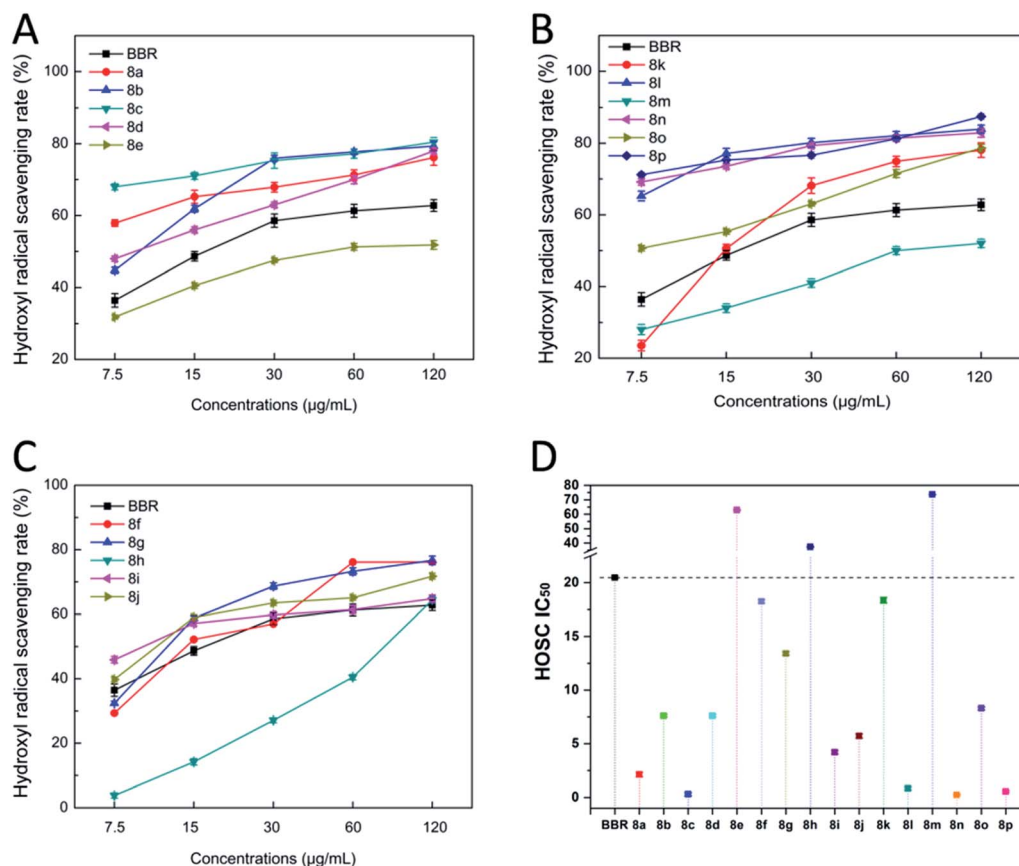 A
Hydroxyl radical scavenging rate (%)
100
80
60
40
20
BBR
8a
8b
8c
8d
8e
7.5 15 30 60 120
Concentrations (μg/mL)
B
Hydroxyl radical scavenging rate (%)
100
80
60
40
20
BBR
8k
8l
8m
8n
8o
8p
7.5 15 30 60 120
Concentrations (μg/mL)
C
Hydroxyl radical scavenging rate (%)
100
80
60
40
20
0
BBR
8f
8g
8h
8i
8j
7.5 15 30 60 120
Concentrations (μg/mL)
D
HOSC IC50
80
70
60
50
40
30
20
15
10
5
0
BBR 8a 8b 8c 8d 8e 8f 8g 8h 8i 8j 8k 8l 8m 8n 8o 8p